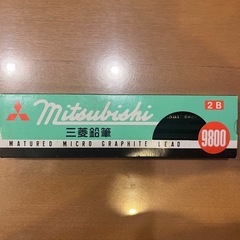 2B
mitsubishi
三菱鉛筆
9800
MATURED MICRO GRAPHITE LEAD